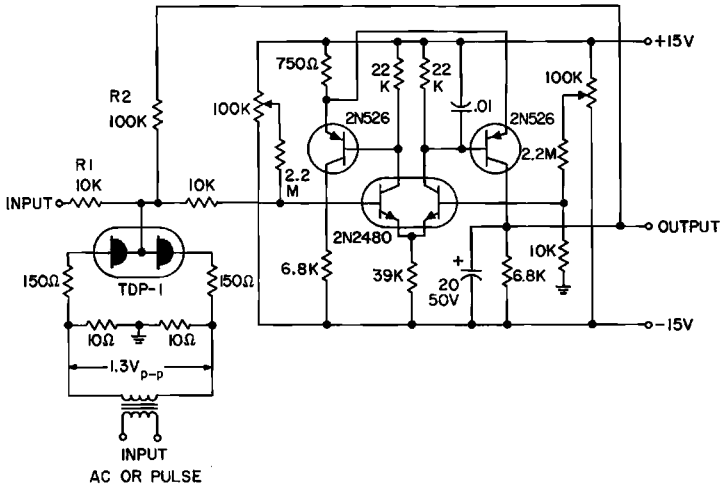 +15V
750Ω
22
K
22
K
100K
R2
100K
100K
.01
2N526
2N526
R1
10K
10K
2.2
M
2.2M
INPUT
2N2480
OUTPUT
TDP-1
150Ω
150Ω
6.8K
39K
+
20
50V
6.8K
10K
10Ω
10Ω
-15V
1.3Vp-p
INPUT
AC OR PULSE